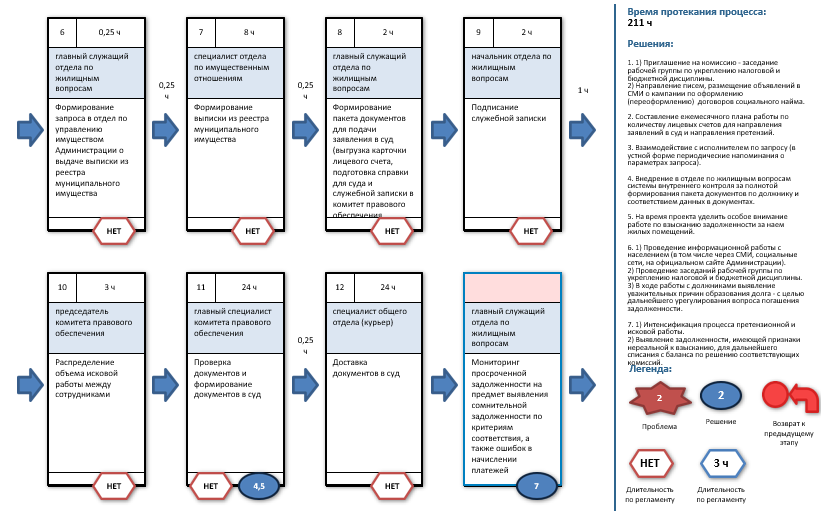 6 0,25 ч
главный служащий
отдела по
жилищным
вопросам
Формирование
запроса в отдел по
управлению
имуществом
Администрации о
выдаче выписки из
реестра
муниципального
имущества
НЕТ
0,25
ч
7 8 ч
специалист отдела
по имущественным
отношениям
Формирование
выписки из реестра
муниципального
имущества
НЕТ
0,25
ч
8 2 ч
главный служащий
отдела по
жилищным
вопросам
Формирование
пакета документов
для подачи
заявления в суд
(выгрузка карточки
лицевого счета,
подготовка справки
для суда и
служебной записки в
комитет правового
обеспечения
НЕТ
9 2 ч
начальник отдела по
жилищным
вопросам
Подписание
служебной записки
НЕТ
1 ч
10 3 ч
председатель
комитета правового
обеспечения
Распределение
объема исковой
работы между
сотрудниками
НЕТ
11 24 ч
главный специалист
комитета правового
обеспечения
Проверка
документов и
формирование
документов в суд
НЕТ
4,5
0,25
ч
12 24 ч
специалист общего
отдела (курьер)
Доставка
документов в суд
НЕТ
главный служащий
отдела по
жилищным
вопросам
Мониторинг
просроченной
задолженности на
предмет выявления
сомнительной
задолженности по
критериям
соответствия, а
также ошибок в
начислении
платежей
7
Время протекания процесса:
211 ч
Решения:
1. 1) Приглашение на комиссию - заседание
рабочей группы по укреплению налоговой и
бюджетной дисциплины.
2) Направление писем, размещение объявлений в
СМИ о кампании по оформлению
(переоформлению) договоров социального найма.
2. Составление ежемесячного плана работы по
количеству лицевых счетов для направления
заявлений в суд и направления претензий.
3. Взаимодействие с исполнителем по запросу (в
устной форме периодические напоминания о
параметрах запроса).
4. Внедрение в отделе по жилищным вопросам
системы внутреннего контроля за полнотой
формирования пакета документов по должнику и
соответствием данных в документах.
5. На время проекта уделить особое внимание
работе по взысканию задолженности за наем
жилых помещений.
6. 1) Проведение информационной работы с
населением (в том числе через СМИ, социальные
сети, на официальном сайте Администрации).
2) Проведение заседаний рабочей группы по
укреплению налоговой и бюджетной дисциплины.
3) В ходе работы с должниками выявление
уважительных причин образования долга - с целью
дальнейшего урегулирования вопроса погашения
задолженности.
7. 1) Интенсификация процесса претензионной и
исковой работы.
2) Выявление задолженности, имеющей признаки
нереальной к взысканию, для дальнейшего
списания с баланса по решению соответствующих
комиссий.
Легенда:
2
Проблема
2
Решение
Возврат к
предыдущему
этапу
НЕТ
Длительность
по регламенту
3 ч
Длительность
по регламенту